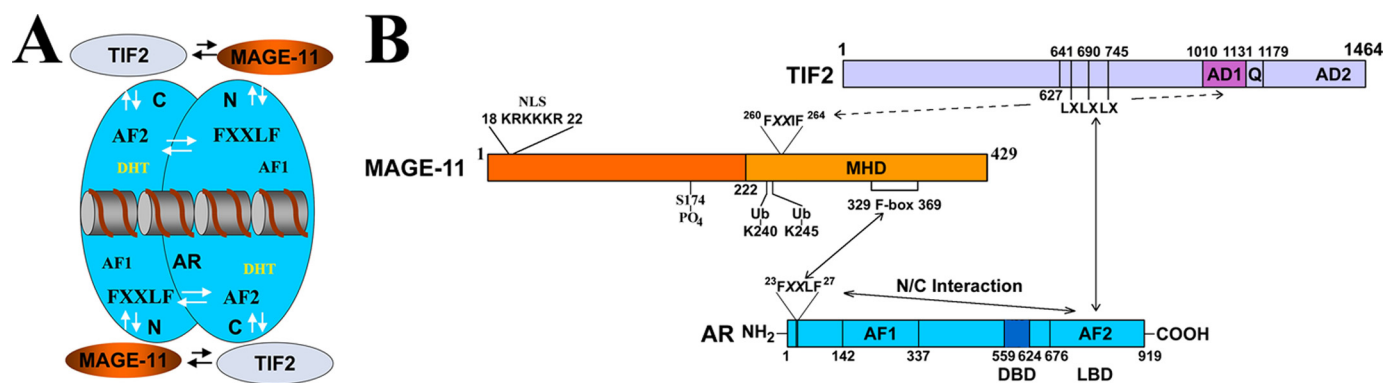 A
TIF2
MAGE-11
C
N
AF2
FXXLF
DHT
AF1
AR
AF1
DHT
FXXLF
AF2
N
C
MAGE-11
TIF2
B
1
641 690 745
1010 1131 1179
1464
TIF2
AD1
Q
AD2
627
LXLXLX
NLS
18 KRKKKR 22
260 FXXIF 264
1
429
MAGE-11
MHD
222
S174
PO4
Ub
K240
Ub
K245
329 F-box 369
23 FXXLF 27
N/C Interaction
AR
NH2
AF1
AF2
COOH
1
142
337
559 624 676
919
DBD
LBD